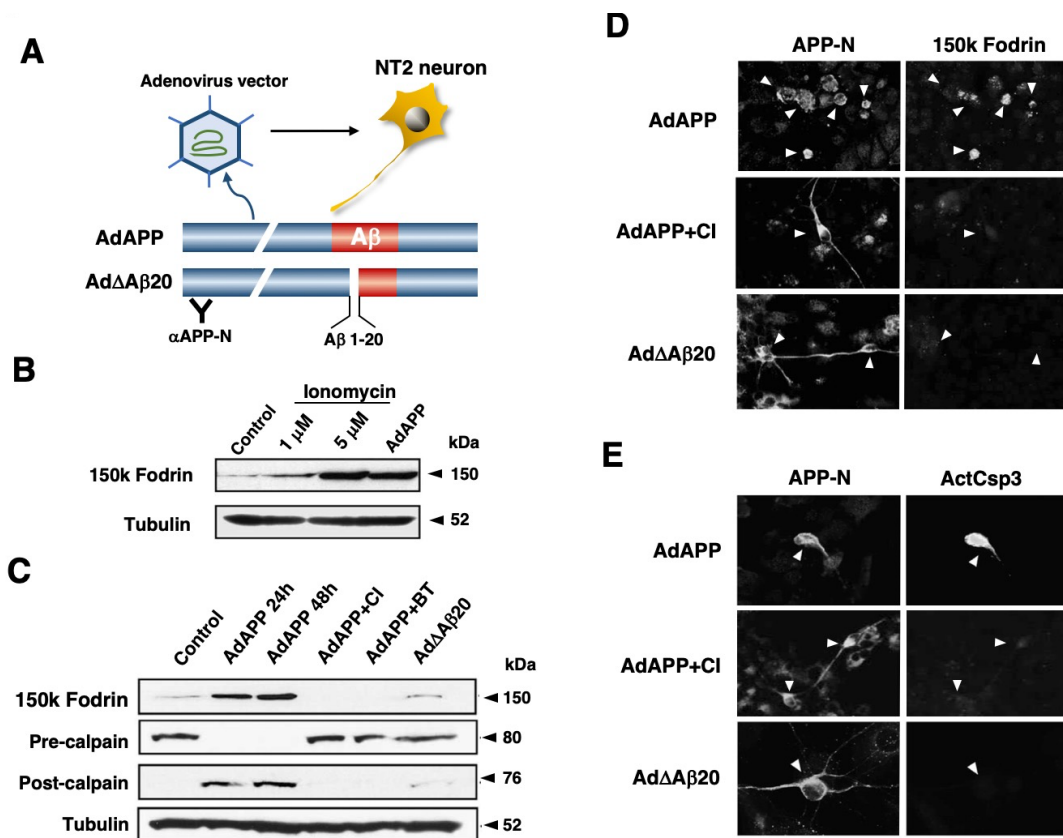 A
Adenovirus vector
NT2 neuron
AdAPP
Aβ
AdΔAβ20
αAPP-N
Aβ 1-20
B
Ionomycin
Control
1 μM
5 μM
AdAPP
kDa
150k Fodrin
150
Tubulin
52
C
Control
AdAPP 24h
AdAPP 48h
AdAPP+CI
AdAPP+BT
AdΔAβ20
kDa
150k Fodrin
150
Pre-calpain
80
Post-calpain
76
Tubulin
52
D
APP-N
150k Fodrin
AdAPP
AdAPP+CI
AdΔAβ20
E
APP-N
ActCsp3
AdAPP
AdAPP+CI
AdΔAβ20